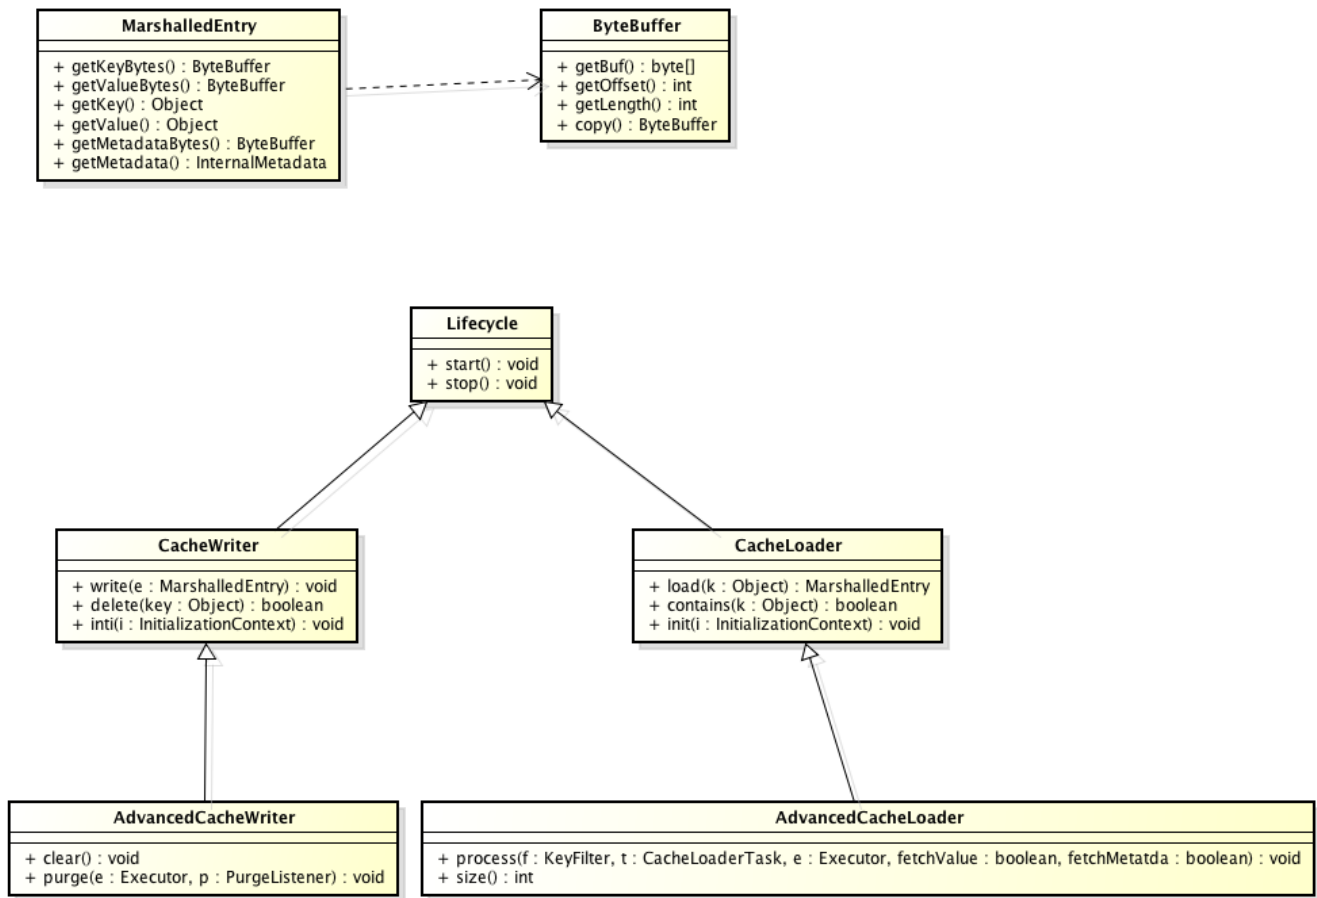 MarshalledEntry
+ getKeyBytes() : ByteBuffer
+ getValueBytes() : ByteBuffer
+ getKey() : Object
+ getValue() : Object
+ getMetadataBytes() : ByteBuffer
+ getMetadata() : InternalMetadata
ByteBuffer
+ getBuf() : byte[]
+ getOffset() : int
+ getLength() : int
+ copy() : ByteBuffer
Lifecycle
+ start() : void
+ stop() : void
CacheWriter
+ write(e : MarshalledEntry) : void
+ delete(key : Object) : boolean
+ inti(i : InitializationContext) : void
CacheLoader
+ load(k : Object) : MarshalledEntry
+ contains(k : Object) : boolean
+ init(i : InitializationContext) : void
AdvancedCacheWriter
+ clear() : void
+ purge(e : Executor, p : PurgeListener) : void
AdvancedCacheLoader
+ process(f : KeyFilter, t : CacheLoaderTask, e : Executor, fetchValue : boolean, fetchMetatda : boolean) : void
+ size() : int